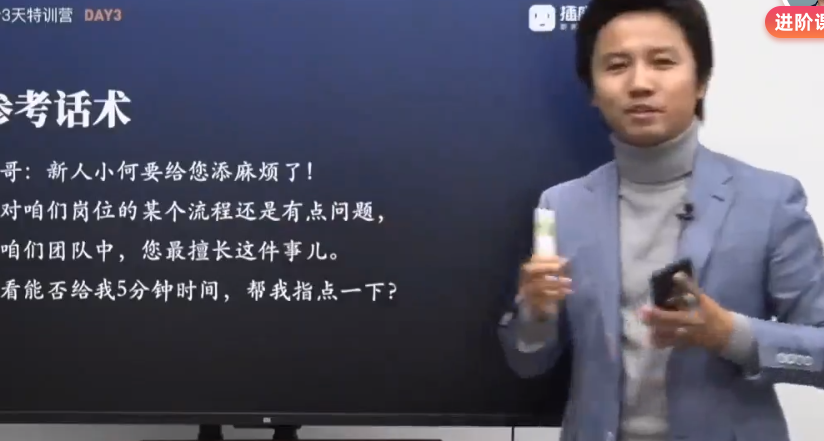 3天特训营 DAY3
插
进阶课
参考话术
哥：新人小何要给您添麻烦了！
对咱们岗位的某个流程还是有点问题，
咱们团队中，您最擅长这件事儿。
看能否给我5分钟时间，帮我指点一下？